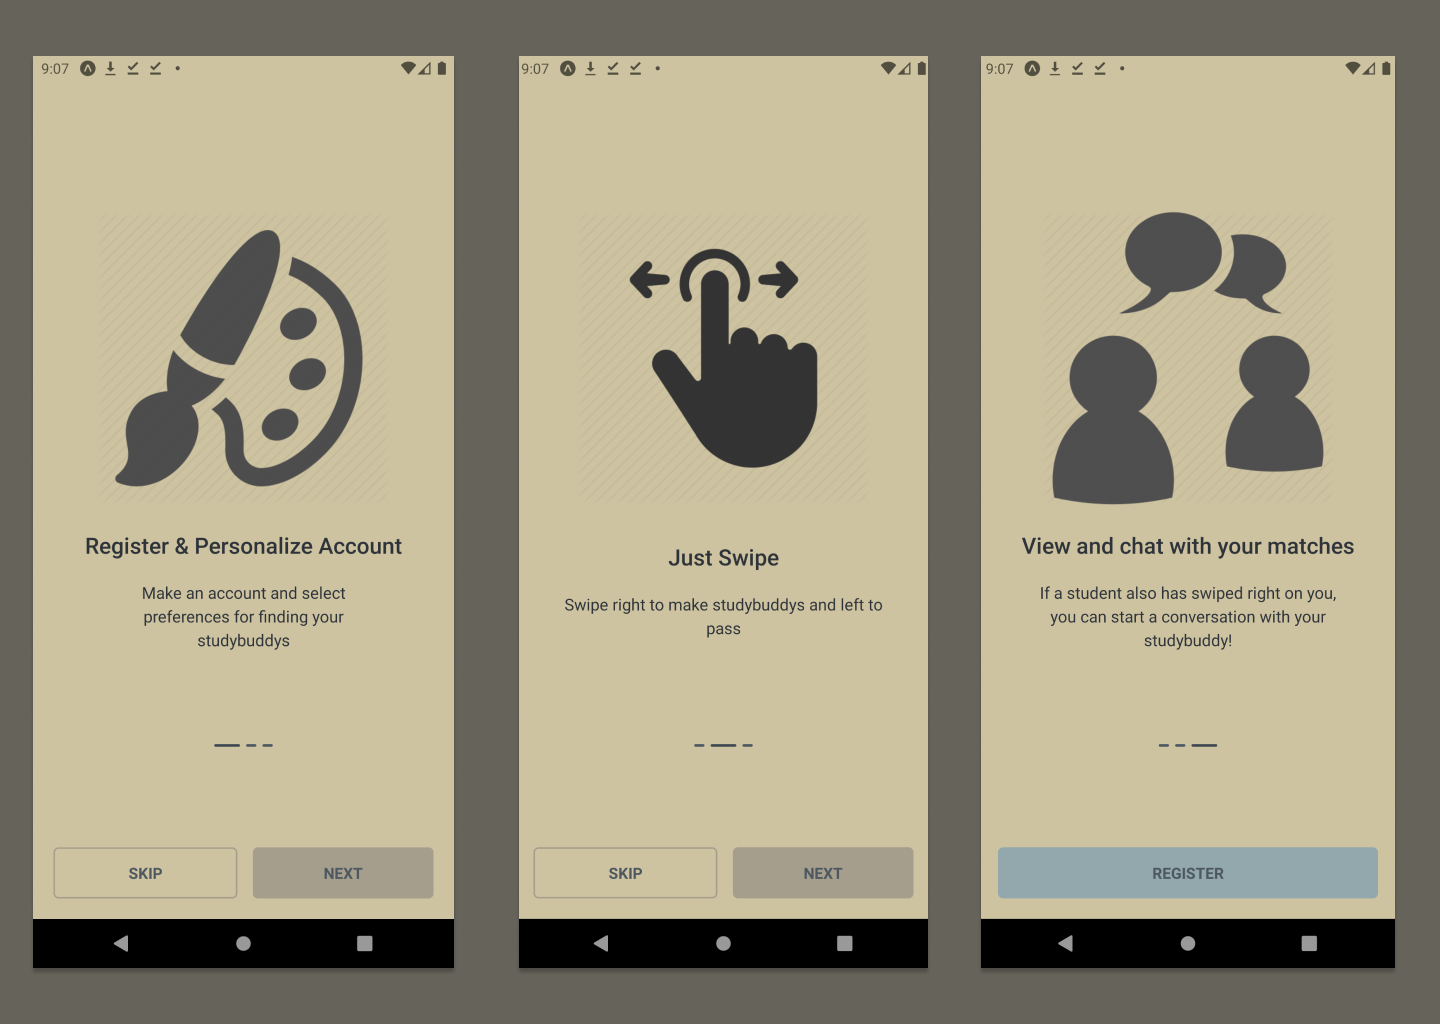 9:07
Register & Personalize Account
Make an account and select
preferences for finding your
studybuddys
SKIP
NEXT
9:07
Just Swipe
Swipe right to make studybuddys and left to
pass
SKIP
NEXT
9:07
View and chat with your matches
If a student also has swiped right on you,
you can start a conversation with your
studybuddy!
REGISTER